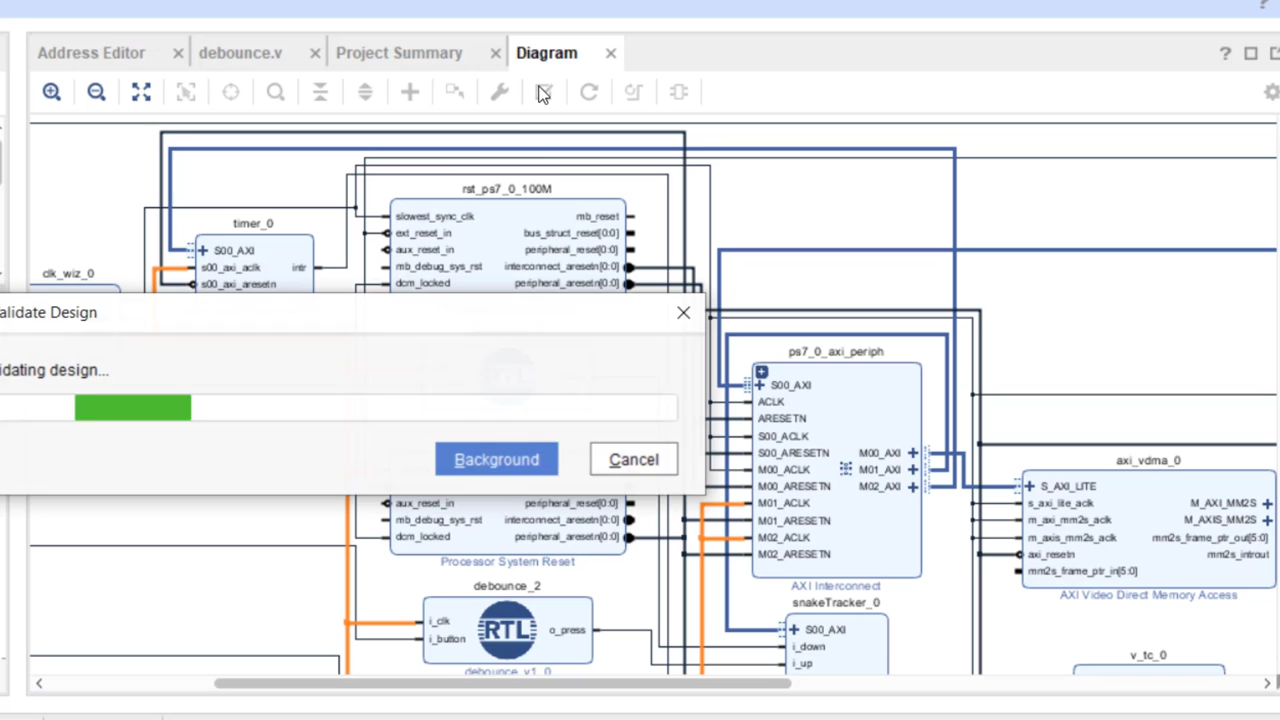 ?
Address Editor
debounce.v
Project Summary
Diagram
?
rst_ps7_0_100M
slowest_sync_clk
mb_reset
ext_reset_in
bus_struct_reset[0:0]
aux_reset_in
peripheral_reset[0:0]
mb_debug_sys_rst
interconnect_aresetn[0:0]
dcm_locked
peripheral_aresetn[0:0]
timer_0
S00_AXI
s00_axi_aclk
intr
s00_axi_aresetn
clk_wiz_0
alidate Design
idating design...
Background
Cancel
RTL
ps7_0_axi_periph
S00_AXI
ACLK
ARESETN
S00_ACLK
S00_ARESETN
M00_AXI
M00_ACLK
M01_AXI
M00_ARESETN
M02_AXI
M01_ACLK
M01_ARESETN
M02_ACLK
M02_ARESETN
AXI Interconnect
axi_vdma_0
S_AXI_LITE
s_axi_lite_aclk
M_AXI_MM2S
m_axi_mm2s_aclk
M_AXIS_MM2S
m_axis_mm2s_aclk
mm2s_frame_ptr_out[5:0]
axi_resetn
mm2s_introut
mm2s_frame_ptr_in[5:0]
AXI Video Direct Memory Access
aux_reset_in
peripheral_reset[0:0]
mb_debug_sys_rst
interconnect_aresetn[0:0]
dcm_locked
peripheral_aresetn[0:0]
Processor System Reset
debounce_2
i_clk
i_button
RTL
o_press
debounce_v1_0
snakeTracker_0
S00_AXI
i_down
i_up
v_tc_0